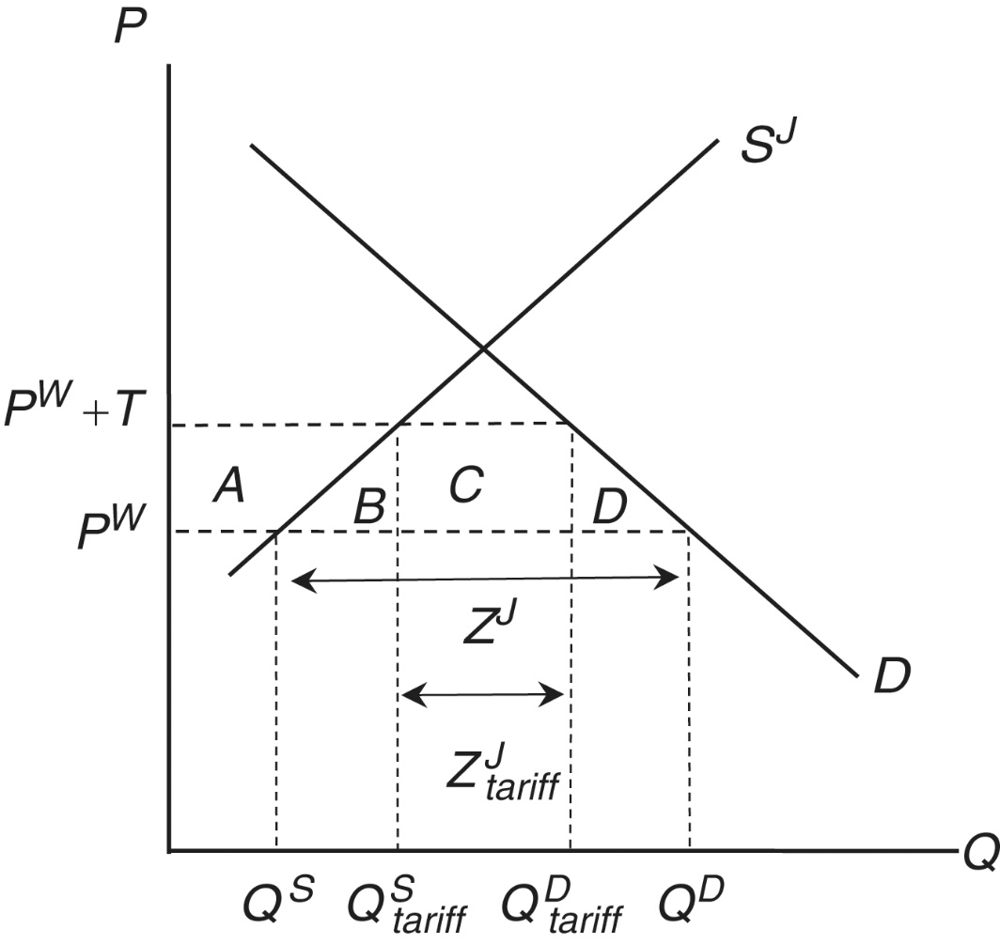 P
S^J
P^W +T
A
B
C
D
P^W
Z^J
D
Z^J_tariff
Q
Q^S
Q^S_tariff
Q^D_tariff
Q^D